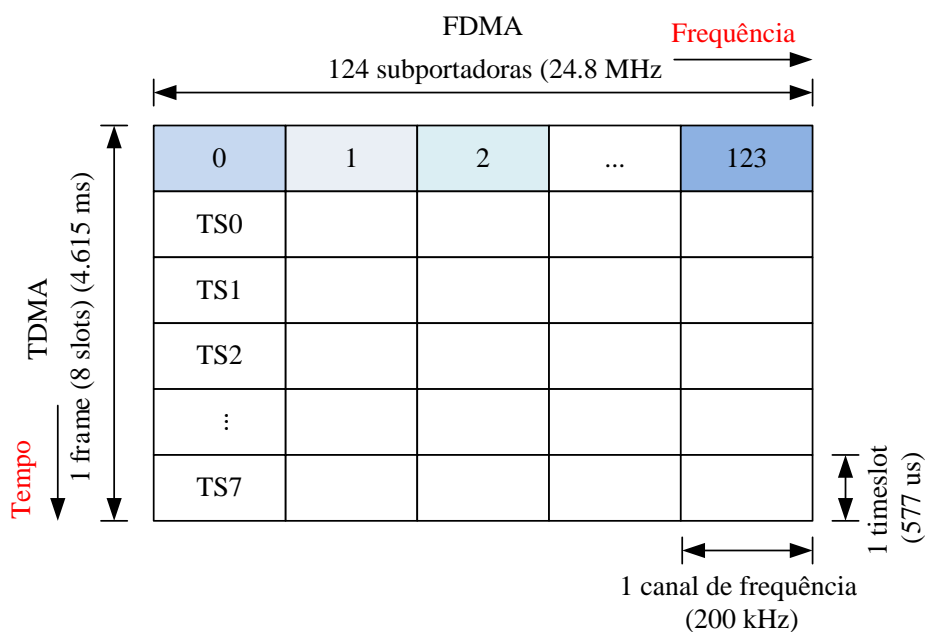 FDMA
Frequência
124 subportadoras (24.8 MHz
0 1 2 ... 123
TS0
TS1
TS2
⋮
TS7
TDMA
1 frame (8 slots) (4.615 ms)
Tempo
1 timeslot
(577 us)
1 canal de frequência
(200 kHz)